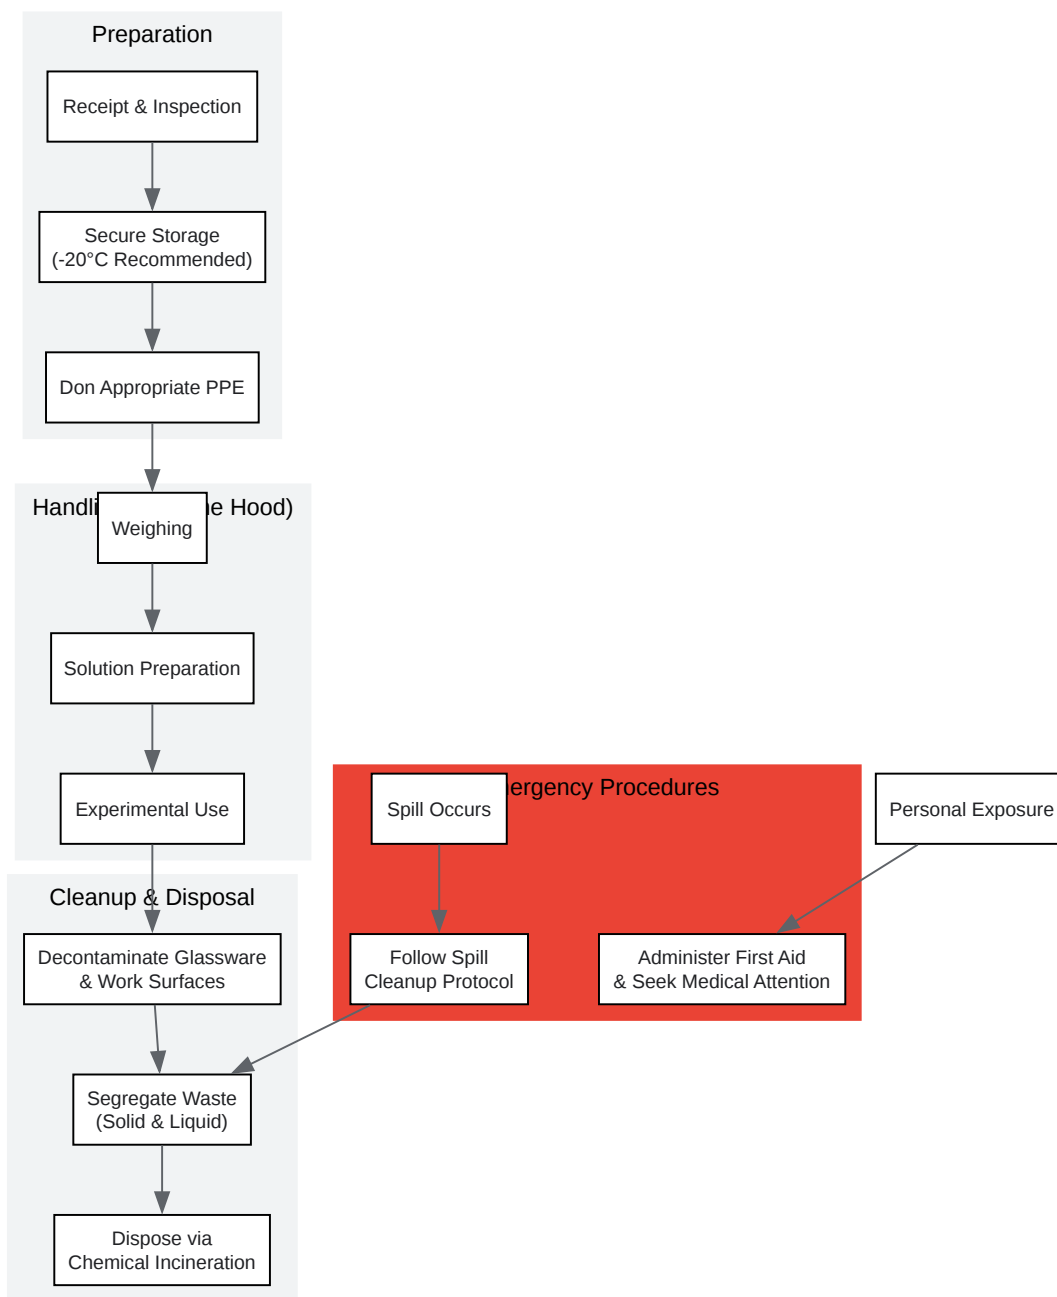 Preparation
Receipt & Inspection
Secure Storage
(-20°C Recommended)
Don Appropriate PPE
Hood)
Weighing
Solution Preparation
Experimental Use
Procedures
Spill Occurs
Personal Exposure
Cleanup & Disposal
Decontaminate Glassware
& Work Surfaces
Follow Spill
Cleanup Protocol
Administer First Aid
& Seek Medical Attention
Segregate Waste
(Solid & Liquid)
Dispose via
Chemical Incineration